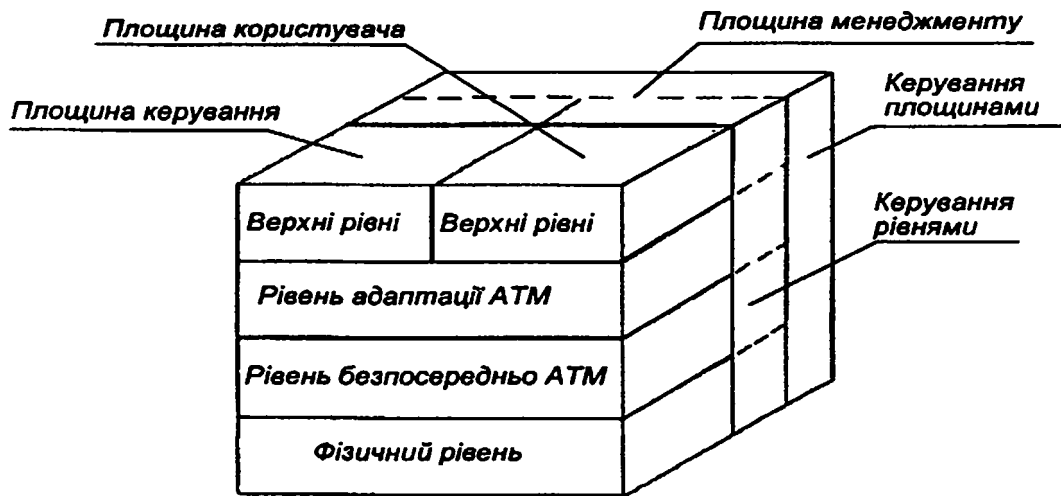 Площина користувача
Площина менеджменту
Площина керування
Керування
площинами
Верхні рівні
Верхні рівні
Керування
рівнями
Рівень адаптації АТМ
Рівень безпосередньо АТМ
Фізичний рівень